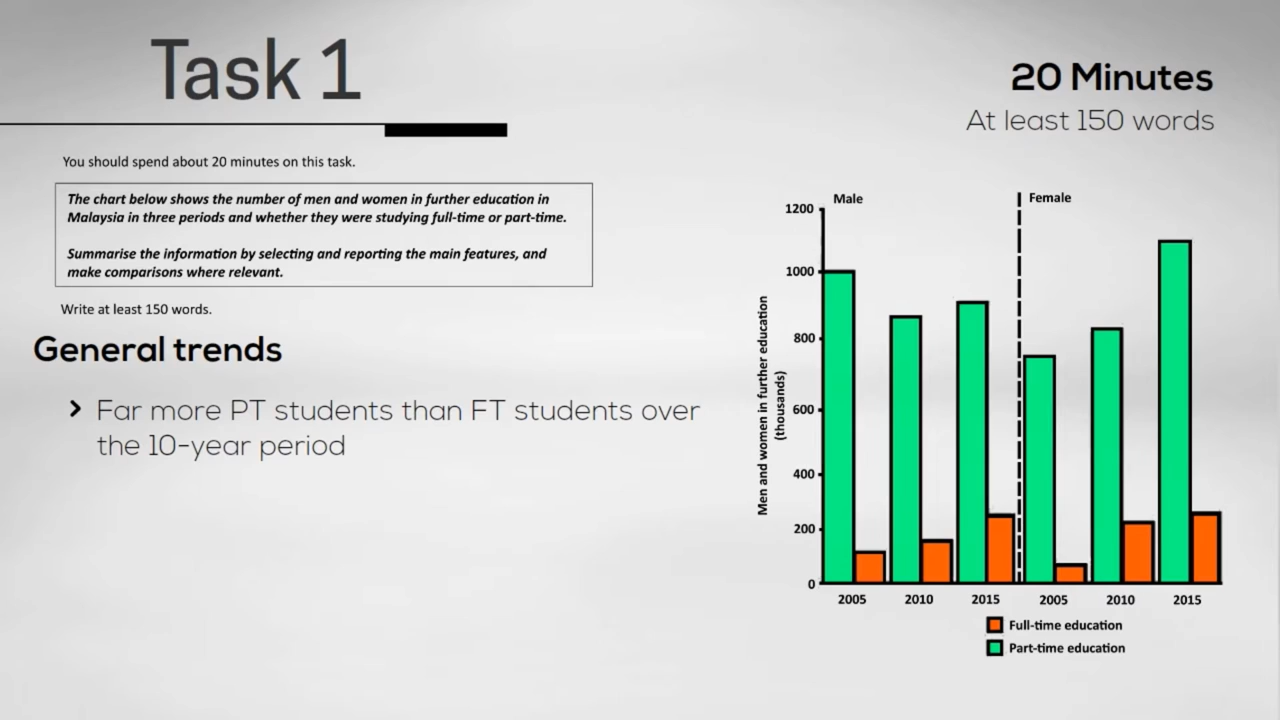 Task 1
20 Minutes
At least 150 words
You should spend about 20 minutes on this task.
The chart below shows the number of men and women in further education in
Malaysia in three periods and whether they were studying full-time or part-time.
Summarise the information by selecting and reporting the main features, and
make comparisons where relevant.
Write at least 150 words.
General trends
Far more PT students than FT students over
the 10-year period
Male
Female
Men and women in further education
(thousands)
1200
1000
800
600
400
200
0
2005 2010 2015 2005 2010 2015
Full-time education
Part-time education